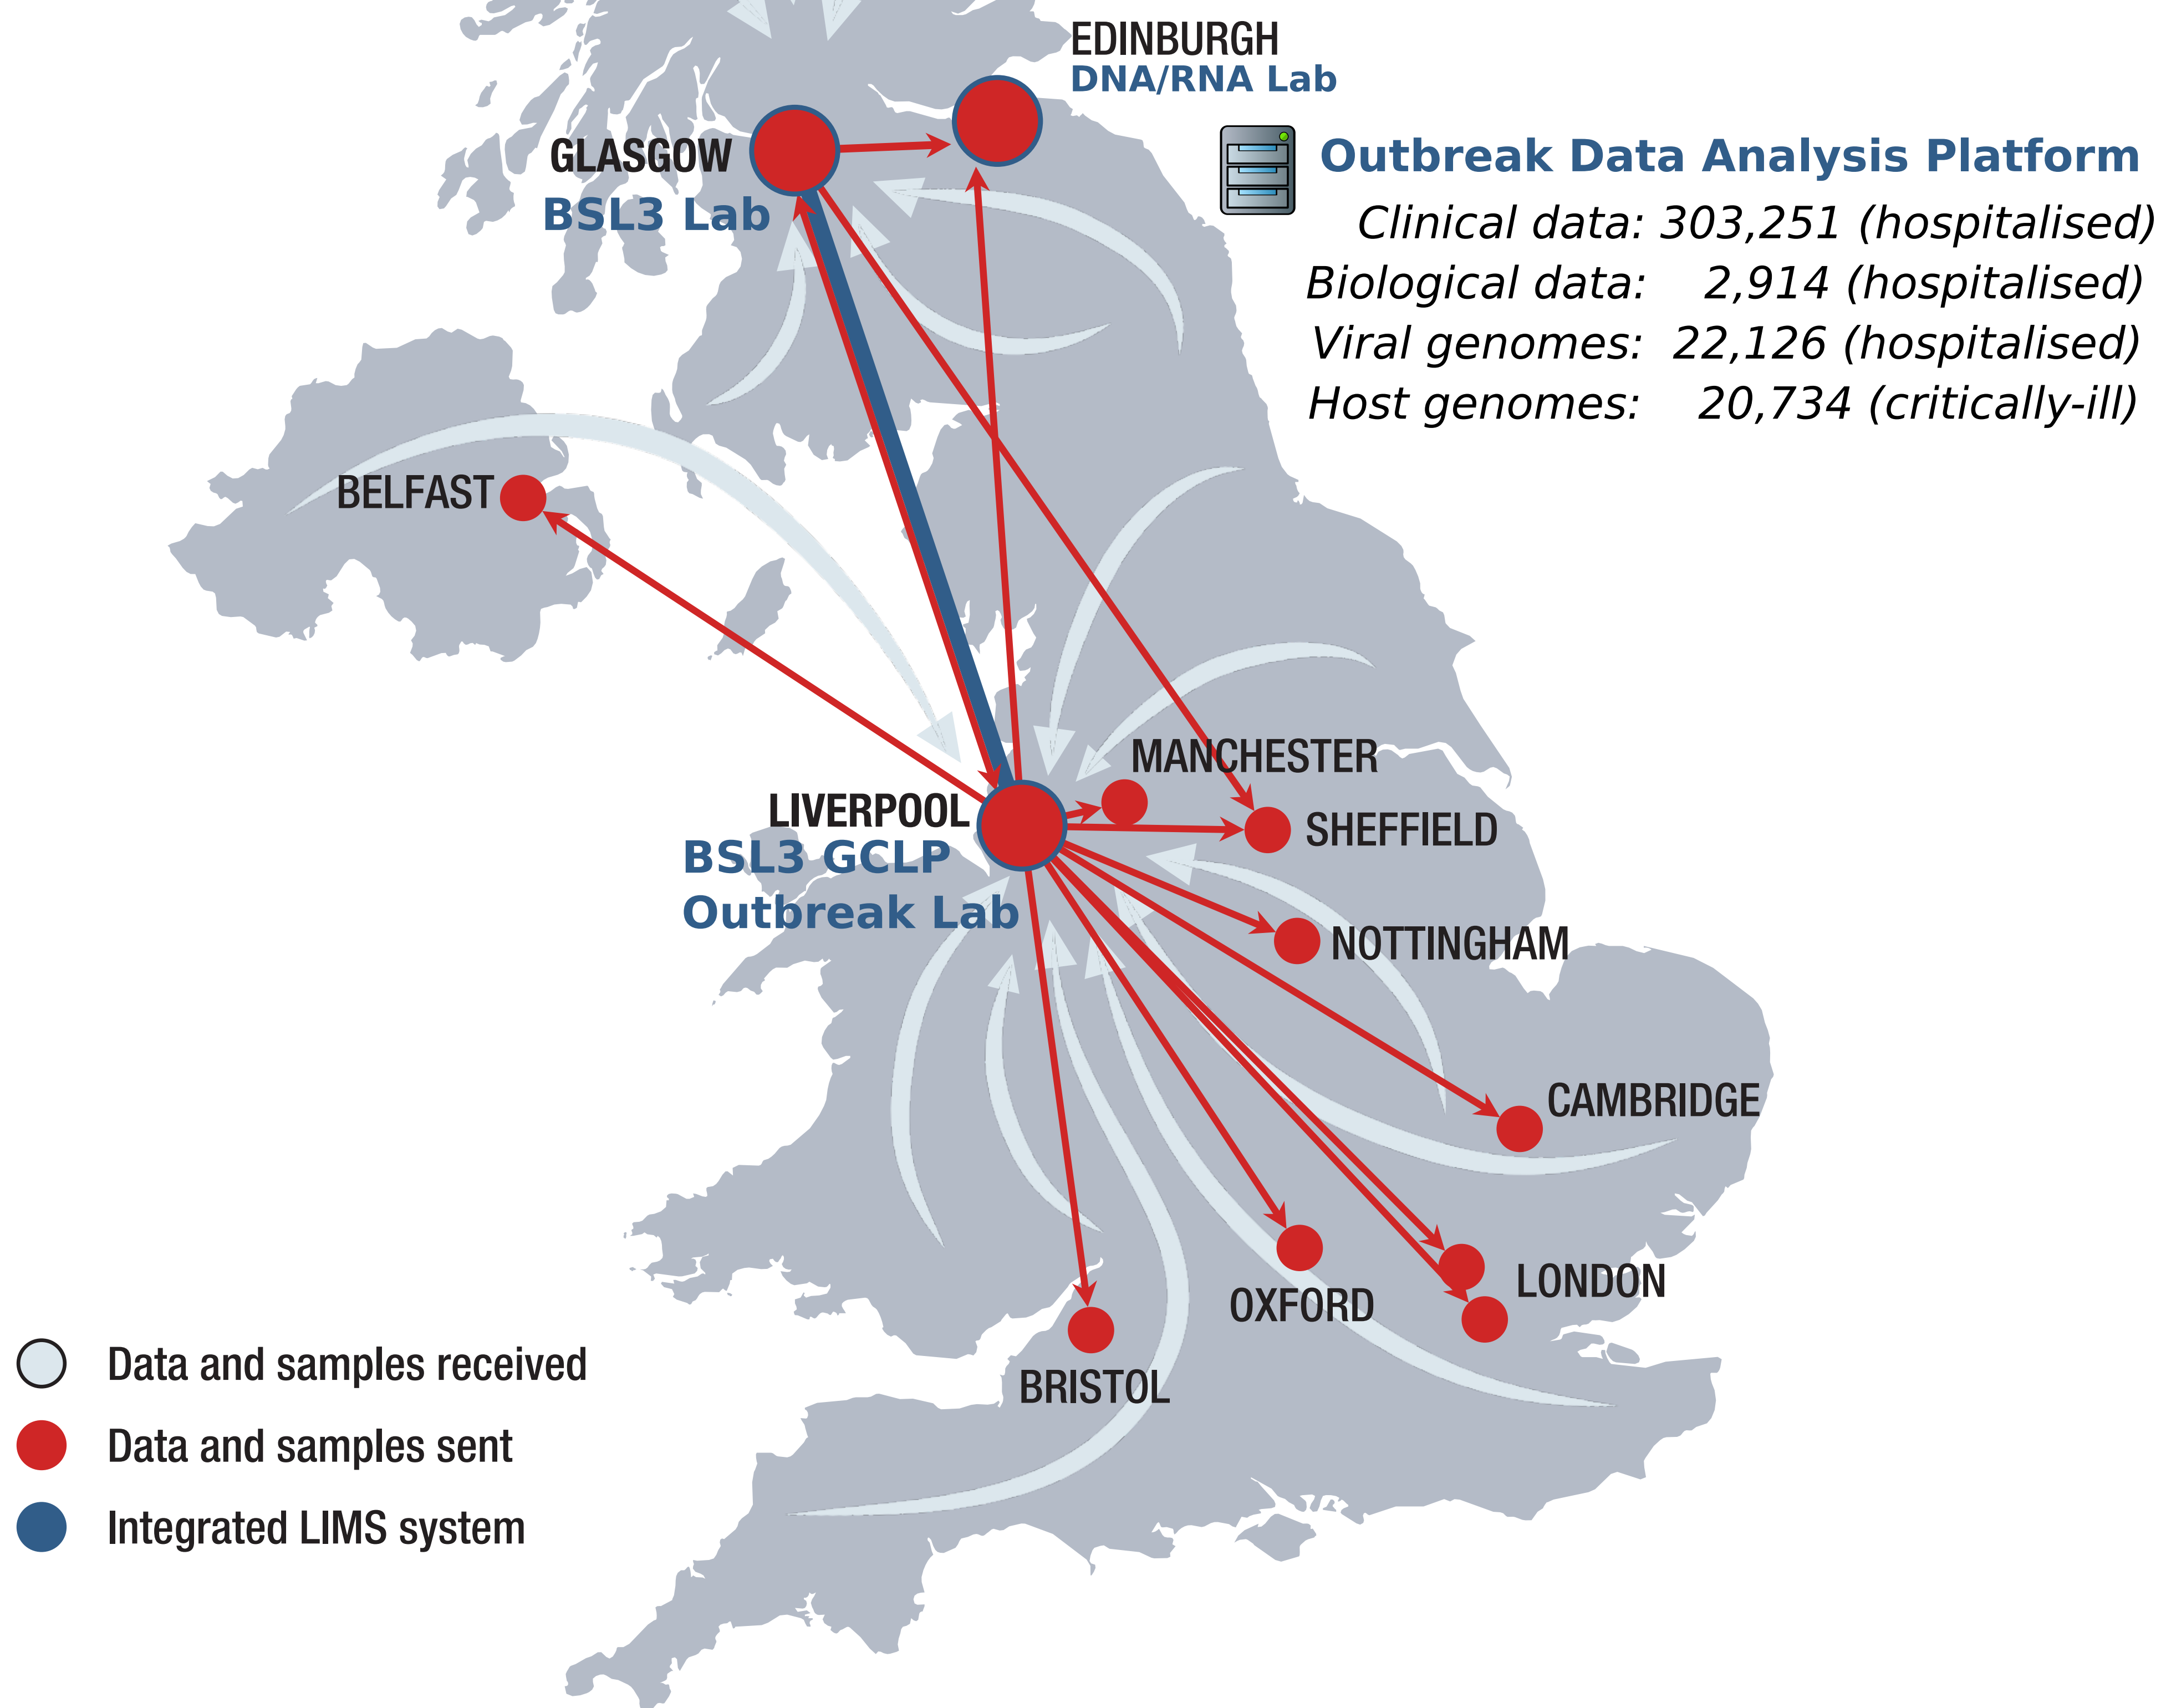 EDINBURGH
DNA/RNA Lab
GLASGOW
BSL3 Lab
Outbreak Data Analysis Platform
Clinical data: 303,251 (hospitalised)
Biological data: 2,914 (hospitalised)
Viral genomes: 22,126 (hospitalised)
Host genomes: 20,734 (critically-ill)
BELFAST
MANCHESTER
LIVERPOOL
BSL3 GCLP
Outbreak Lab
SHEFFIELD
NOTTINGHAM
CAMBRIDGE
LONDON
OXFORD
BRISTOL
Data and samples received
Data and samples sent
Integrated LIMS system